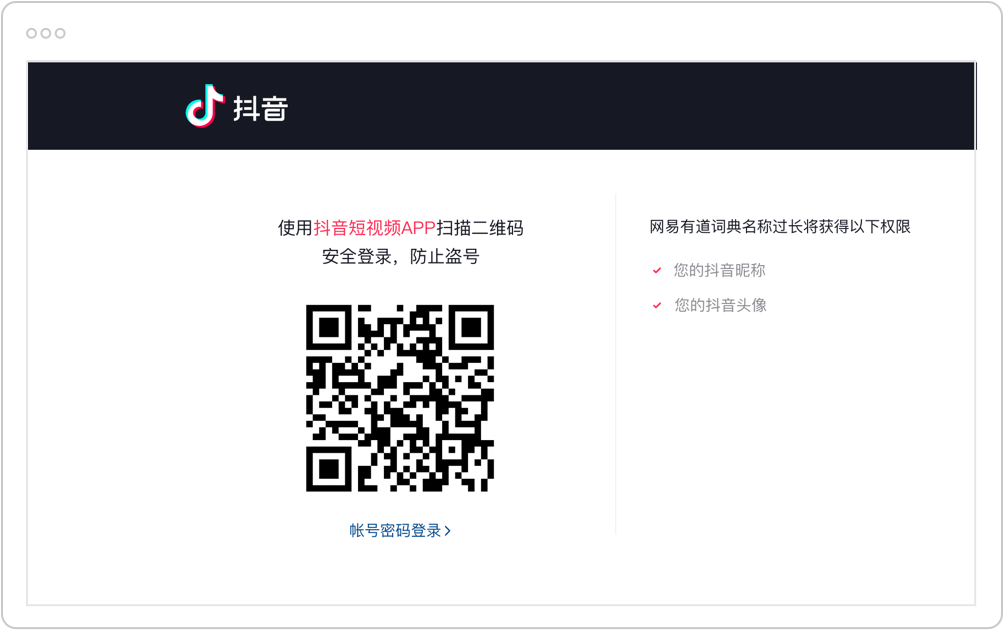 抖音
使用抖音短视频APP扫描二维码
安全登录，防止盗号
帐号密码登录
网易有道词典名称过长将获得以下权限
您的抖音昵称
您的抖音头像